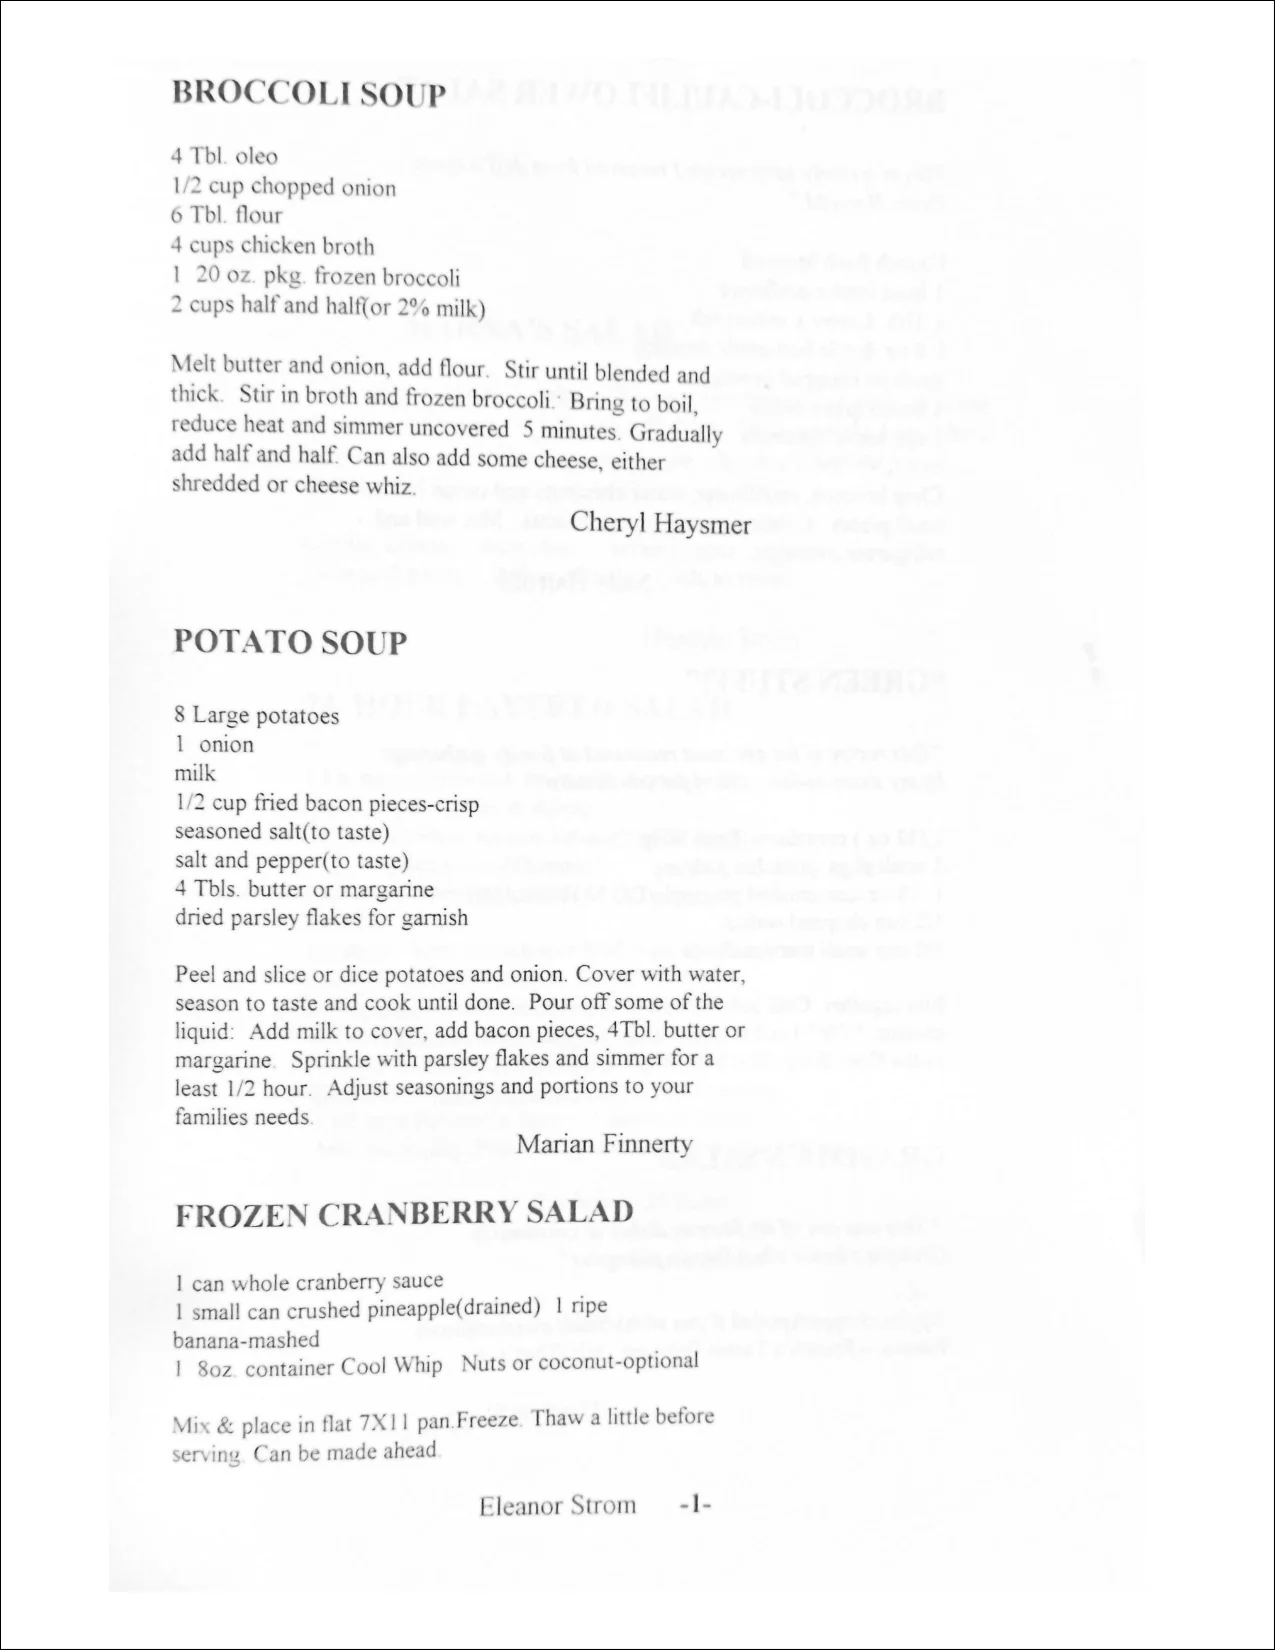 BROCCOLI SOUP
4 Tbl. oleo
1/2 cup chopped onion
6 Tbl. flour
4 cups chicken broth
1 20 oz. pkg. frozen broccoli
2 cups half and half(or 2% milk)
Melt butter and onion, add flour. Stir until blended and
thick. Stir in broth and frozen broccoli. Bring to boil,
reduce heat and simmer uncovered 5 minutes. Gradually
add half and half. Can also add some cheese, either
shredded or cheese whiz.
Cheryl Haysmer
POTATO SOUP
8 Large potatoes
1 onion
milk
1/2 cup fried bacon pieces-crisp
seasoned salt(to taste)
salt and pepper(to taste)
4 Tbls. butter or margarine
dried parsley flakes for garnish
Peel and slice or dice potatoes and onion. Cover with water,
season to taste and cook until done. Pour off some of the
liquid: Add milk to cover, add bacon pieces, 4Tbl. butter or
margarine. Sprinkle with parsley flakes and simmer for a
least 1/2 hour. Adjust seasonings and portions to your
families needs.
Marian Finnerty
FROZEN CRANBERRY SALAD
1 can whole cranberry sauce
1 small can crushed pineapple(drained) 1 ripe
banana-mashed
1 8oz. container Cool Whip Nuts or coconut-optional
Mix & place in flat 7X11 pan.Freeze. Thaw a little before
serving. Can be made ahead.
Eleanor Strom -1-